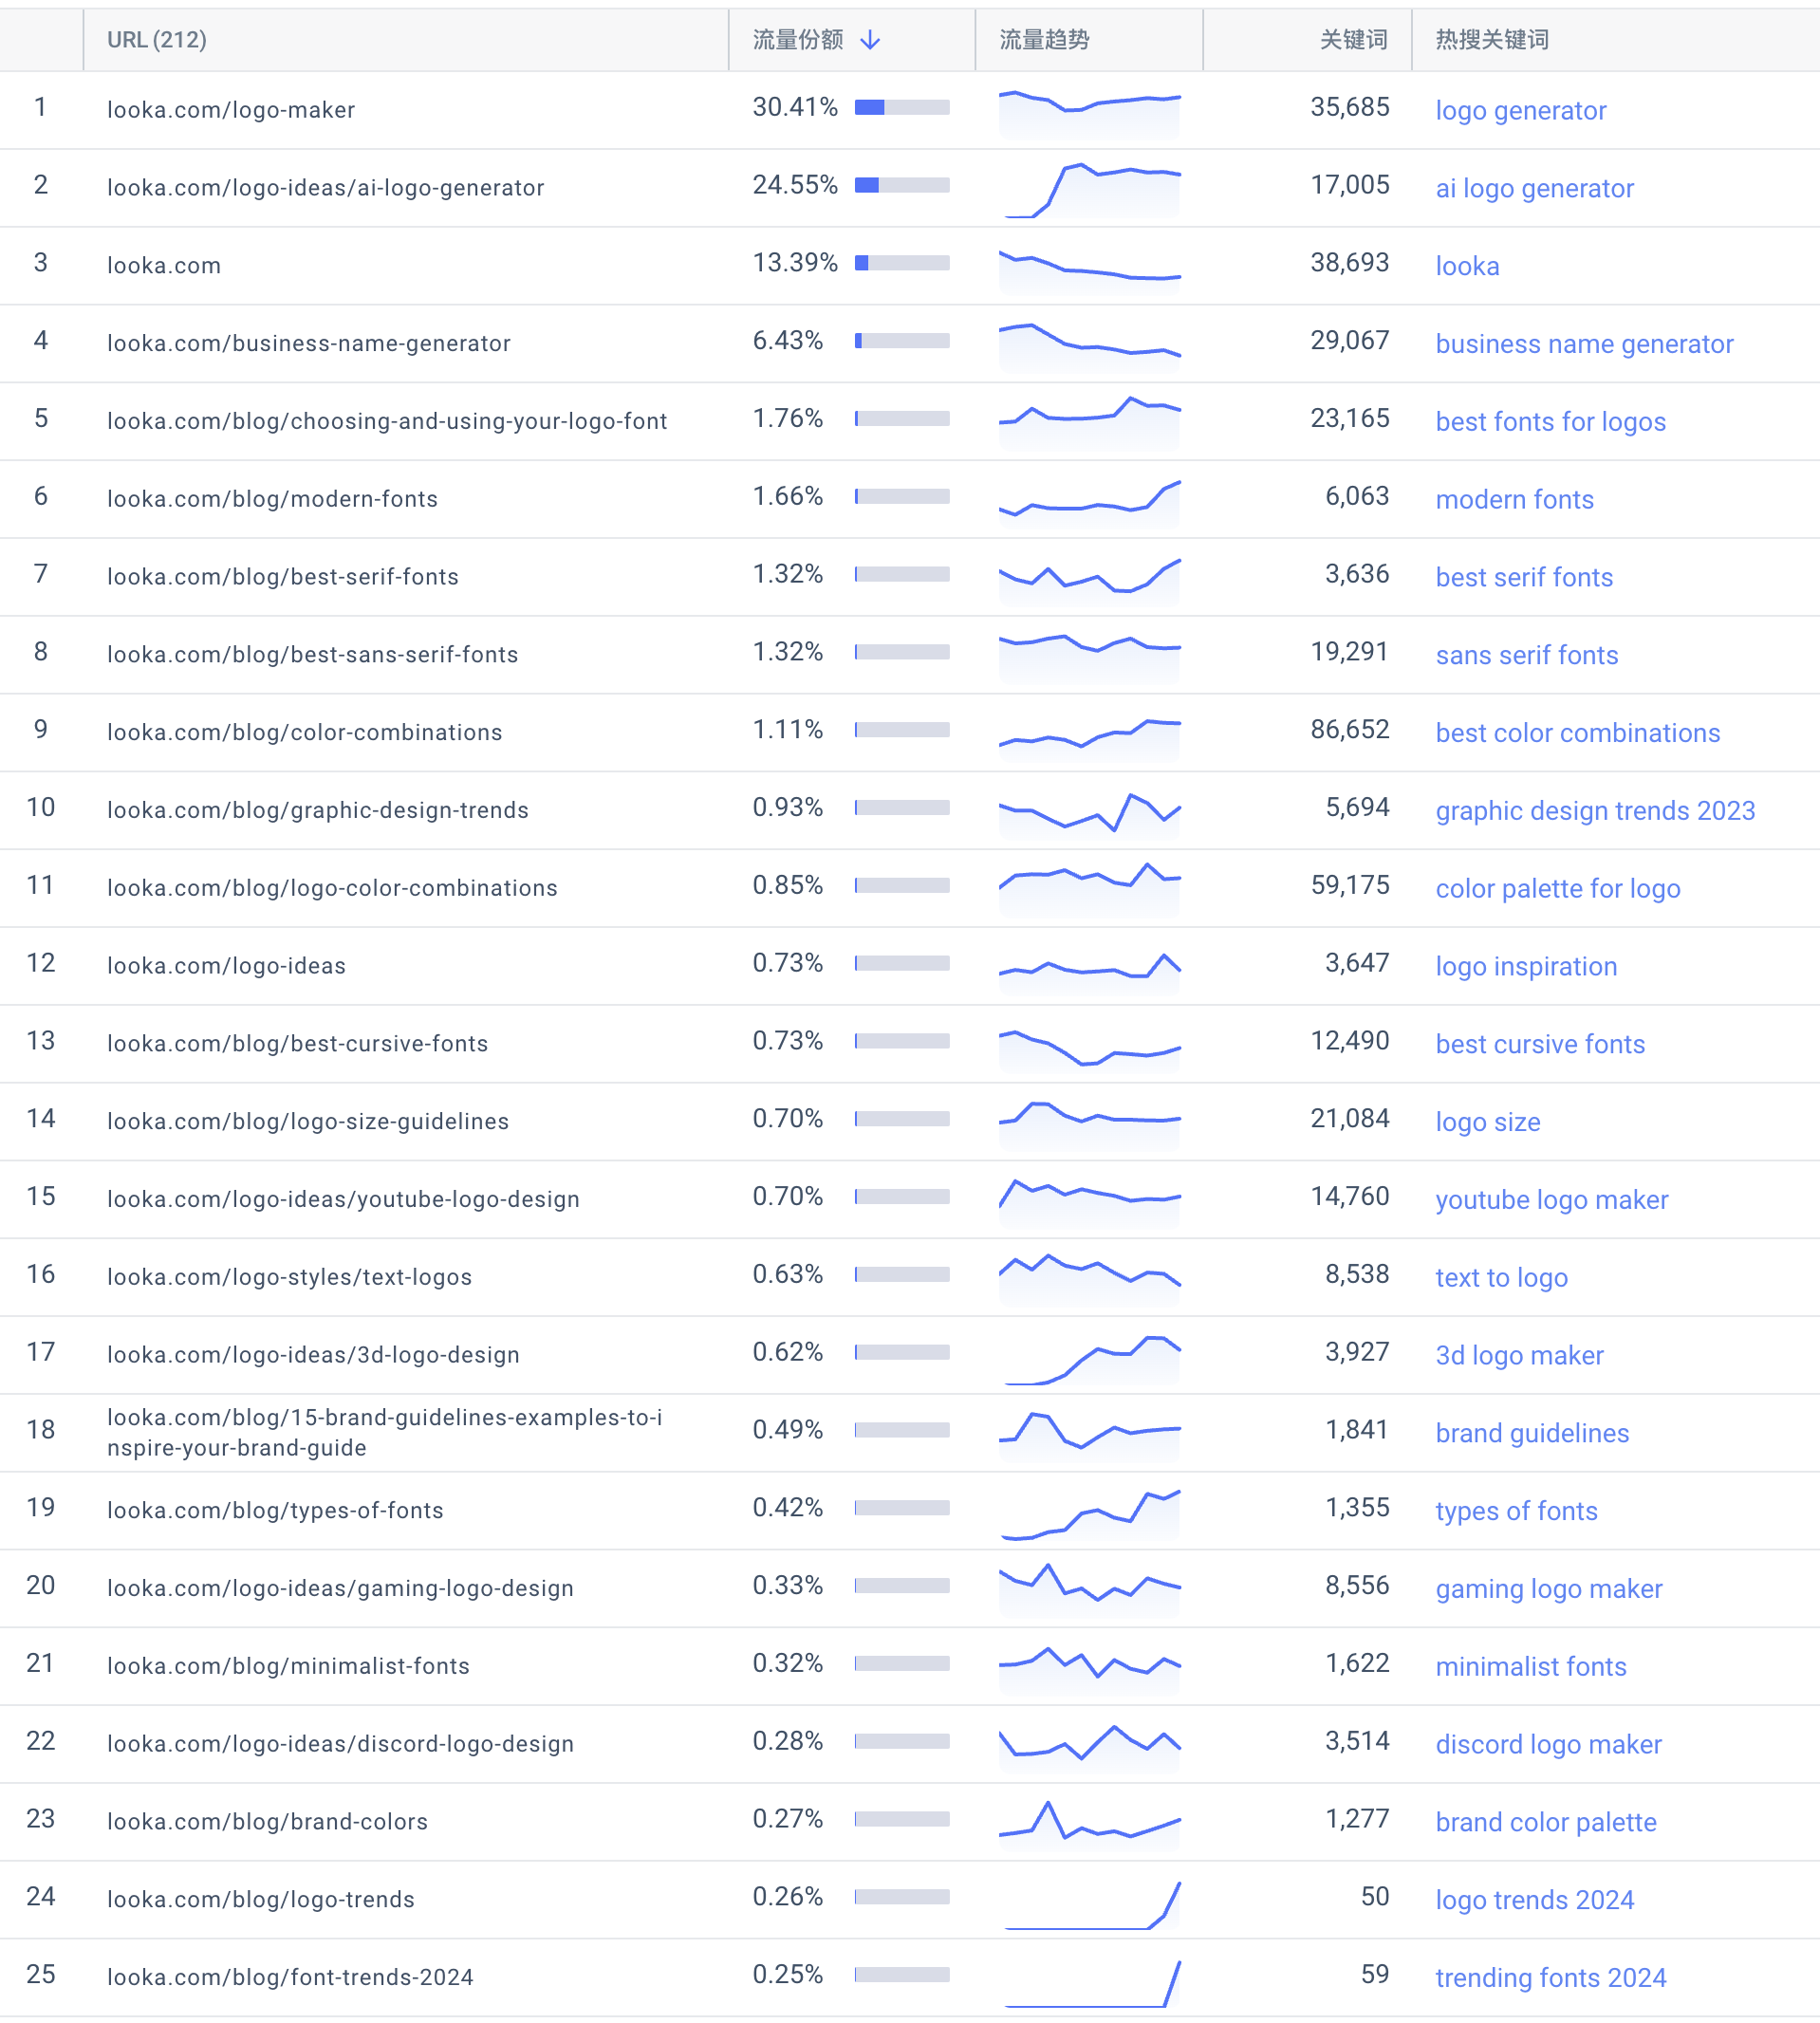 URL (212) 流量份额 流量趋势 关键词 热搜关键词
1 looka.com/logo-maker 30.41% 35,685 logo generator
2 looka.com/logo-ideas/ai-logo-generator 24.55% 17,005 ai logo generator
3 looka.com 13.39% 38,693 looka
4 looka.com/business-name-generator 6.43% 29,067 business name generator
5 looka.com/blog/choosing-and-using-your-logo-font 1.76% 23,165 best fonts for logos
6 looka.com/blog/modern-fonts 1.66% 6,063 modern fonts
7 looka.com/blog/best-serif-fonts 1.32% 3,636 best serif fonts
8 looka.com/blog/best-sans-serif-fonts 1.32% 19,291 sans serif fonts
9 looka.com/blog/color-combinations 1.11% 86,652 best color combinations
10 looka.com/blog/graphic-design-trends 0.93% 5,694 graphic design trends 2023
11 looka.com/blog/logo-color-combinations 0.85% 59,175 color palette for logo
12 looka.com/logo-ideas 0.73% 3,647 logo inspiration
13 looka.com/blog/best-cursive-fonts 0.73% 12,490 best cursive fonts
14 looka.com/blog/logo-size-guidelines 0.70% 21,084 logo size
15 looka.com/logo-ideas/youtube-logo-design 0.70% 14,760 youtube logo maker
16 looka.com/logo-styles/text-logos 0.63% 8,538 text to logo
17 looka.com/logo-ideas/3d-logo-design 0.62% 3,927 3d logo maker
18 looka.com/blog/15-brand-guidelines-examples-to-i 0.49% 1,841 brand guidelines
nspire-your-brand-guide
19 looka.com/blog/types-of-fonts 0.42% 1,355 types of fonts
20 looka.com/logo-ideas/gaming-logo-design 0.33% 8,556 gaming logo maker
21 looka.com/blog/minimalist-fonts 0.32% 1,622 minimalist fonts
22 looka.com/logo-ideas/discord-logo-design 0.28% 3,514 discord logo maker
23 looka.com/blog/brand-colors 0.27% 1,277 brand color palette
24 looka.com/blog/logo-trends 0.26% 50 logo trends 2024
25 looka.com/blog/font-trends-2024 0.25% 59 trending fonts 2024